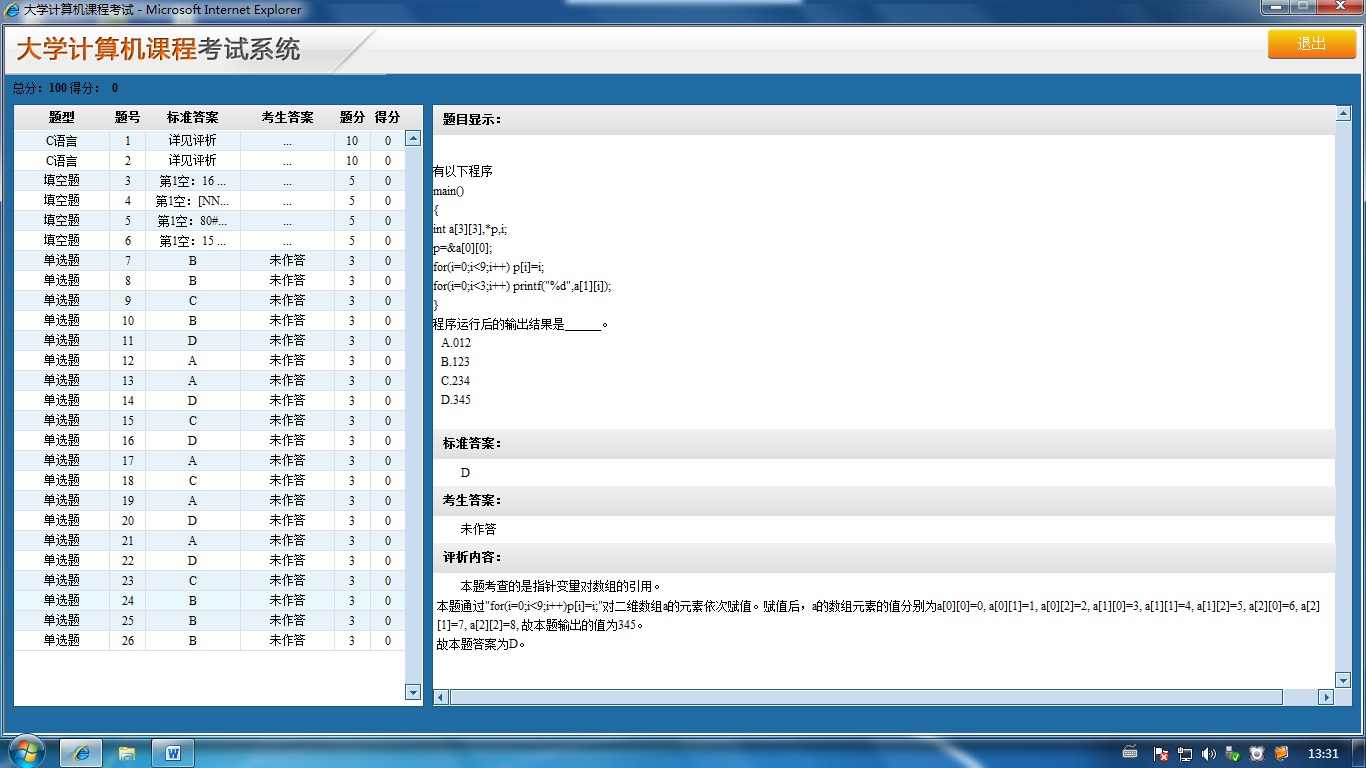 大学计算机课程考试 - Microsoft Internet Explorer
大学计算机课程考试系统
退出
总分：100 得分： 0
题型 题号 标准答案 考生答案 题分 得分
C语言 1 详见评析 ... 10 0
C语言 2 详见评析 ... 10 0
填空题 3 第1空：16 ... ... 5 0
填空题 4 第1空：[NN... ... 5 0
填空题 5 第1空：80#... ... 5 0
填空题 6 第1空：15 ... ... 5 0
单选题 7 B 未作答 3 0
单选题 8 B 未作答 3 0
单选题 9 C 未作答 3 0
单选题 10 B 未作答 3 0
单选题 11 D 未作答 3 0
单选题 12 A 未作答 3 0
单选题 13 A 未作答 3 0
单选题 14 D 未作答 3 0
单选题 15 C 未作答 3 0
单选题 16 D 未作答 3 0
单选题 17 A 未作答 3 0
单选题 18 C 未作答 3 0
单选题 19 A 未作答 3 0
单选题 20 D 未作答 3 0
单选题 21 A 未作答 3 0
单选题 22 D 未作答 3 0
单选题 23 C 未作答 3 0
单选题 24 B 未作答 3 0
单选题 25 B 未作答 3 0
单选题 26 B 未作答 3 0
题目显示：
有以下程序
main()
{
int a[3][3],*p,i;
p=&a[0][0];
for(i=0;i<9;i++) p[i]=i;
for(i=0;i<3;i++) printf("%d",a[1][i]);
}
程序运行后的输出结果是______。
A.012
B.123
C.234
D.345
标准答案：
D
考生答案：
未作答
评析内容：
本题考查的是指针变量对数组的引用。
本题通过"for(i=0;i<9;i++)p[i]=i;"对二维数组a的元素依次赋值。赋值后，a的数组元素的值分别为a[0][0]=0, a[0][1]=1, a[0][2]=2, a[1][0]=3, a[1][1]=4, a[1][2]=5, a[2][0]=6, a[2]
[1]=7, a[2][2]=8, 故本题输出的值为345。
故本题答案为D。
13:31